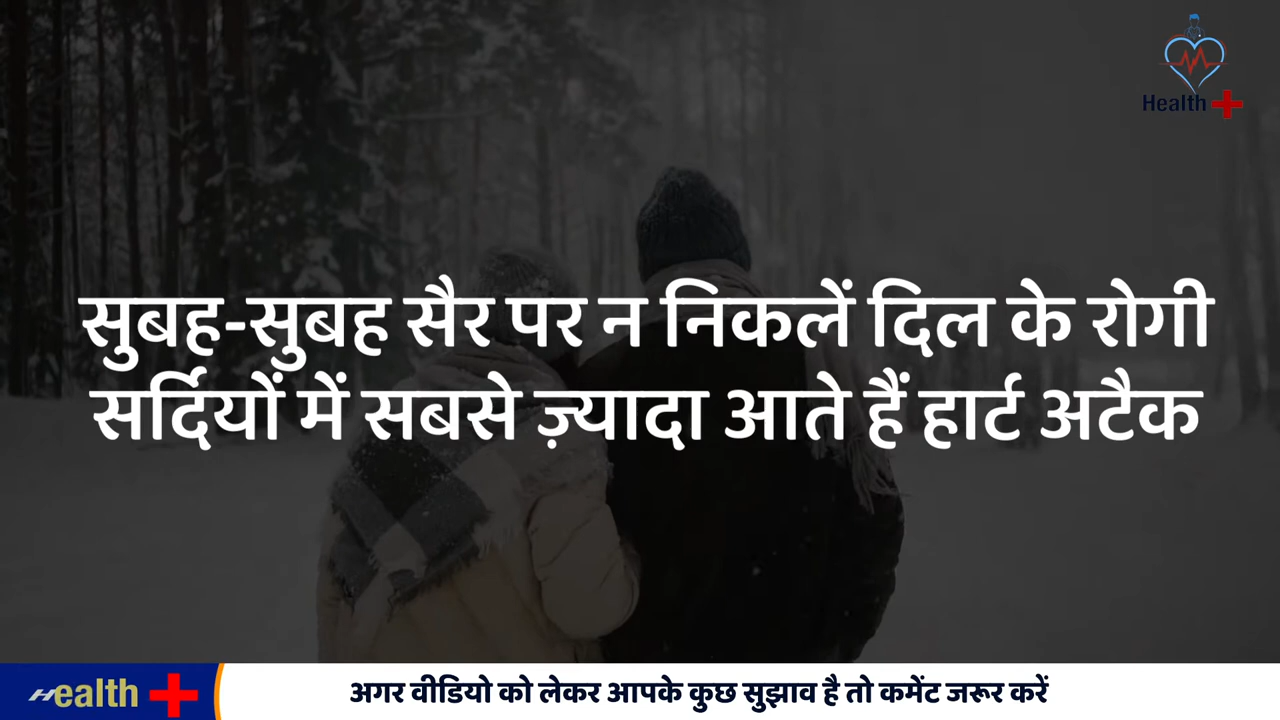 Health
सुबह-सुबह सैर पर न निकलें दिल के रोगी
सर्दियों में सबसे ज़्यादा आते हैं हार्ट अटैक
Health
अगर वीडियो को लेकर आपके कुछ सुझाव है तो कमेंट जरूर करें